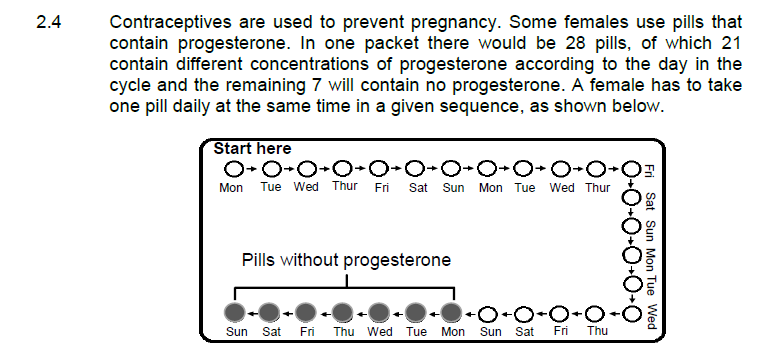 2.4 Contraceptives are used to prevent pregnancy. Some females use pills that
contain progesterone. In one packet there would be 28 pills, of which 21
contain different concentrations of progesterone according to the day in the
cycle and the remaining 7 will contain no progesterone. A female has to take
one pill daily at the same time in a given sequence, as shown below.
Start here
Mon Tue Wed Thur Fri Sat Sun Mon Tue Wed Thur
Fri Sat Sun Mon Tue Wed
Pills without progesterone
Sun Sat Fri Thu Wed Tue Mon Sun Sat Fri Thu